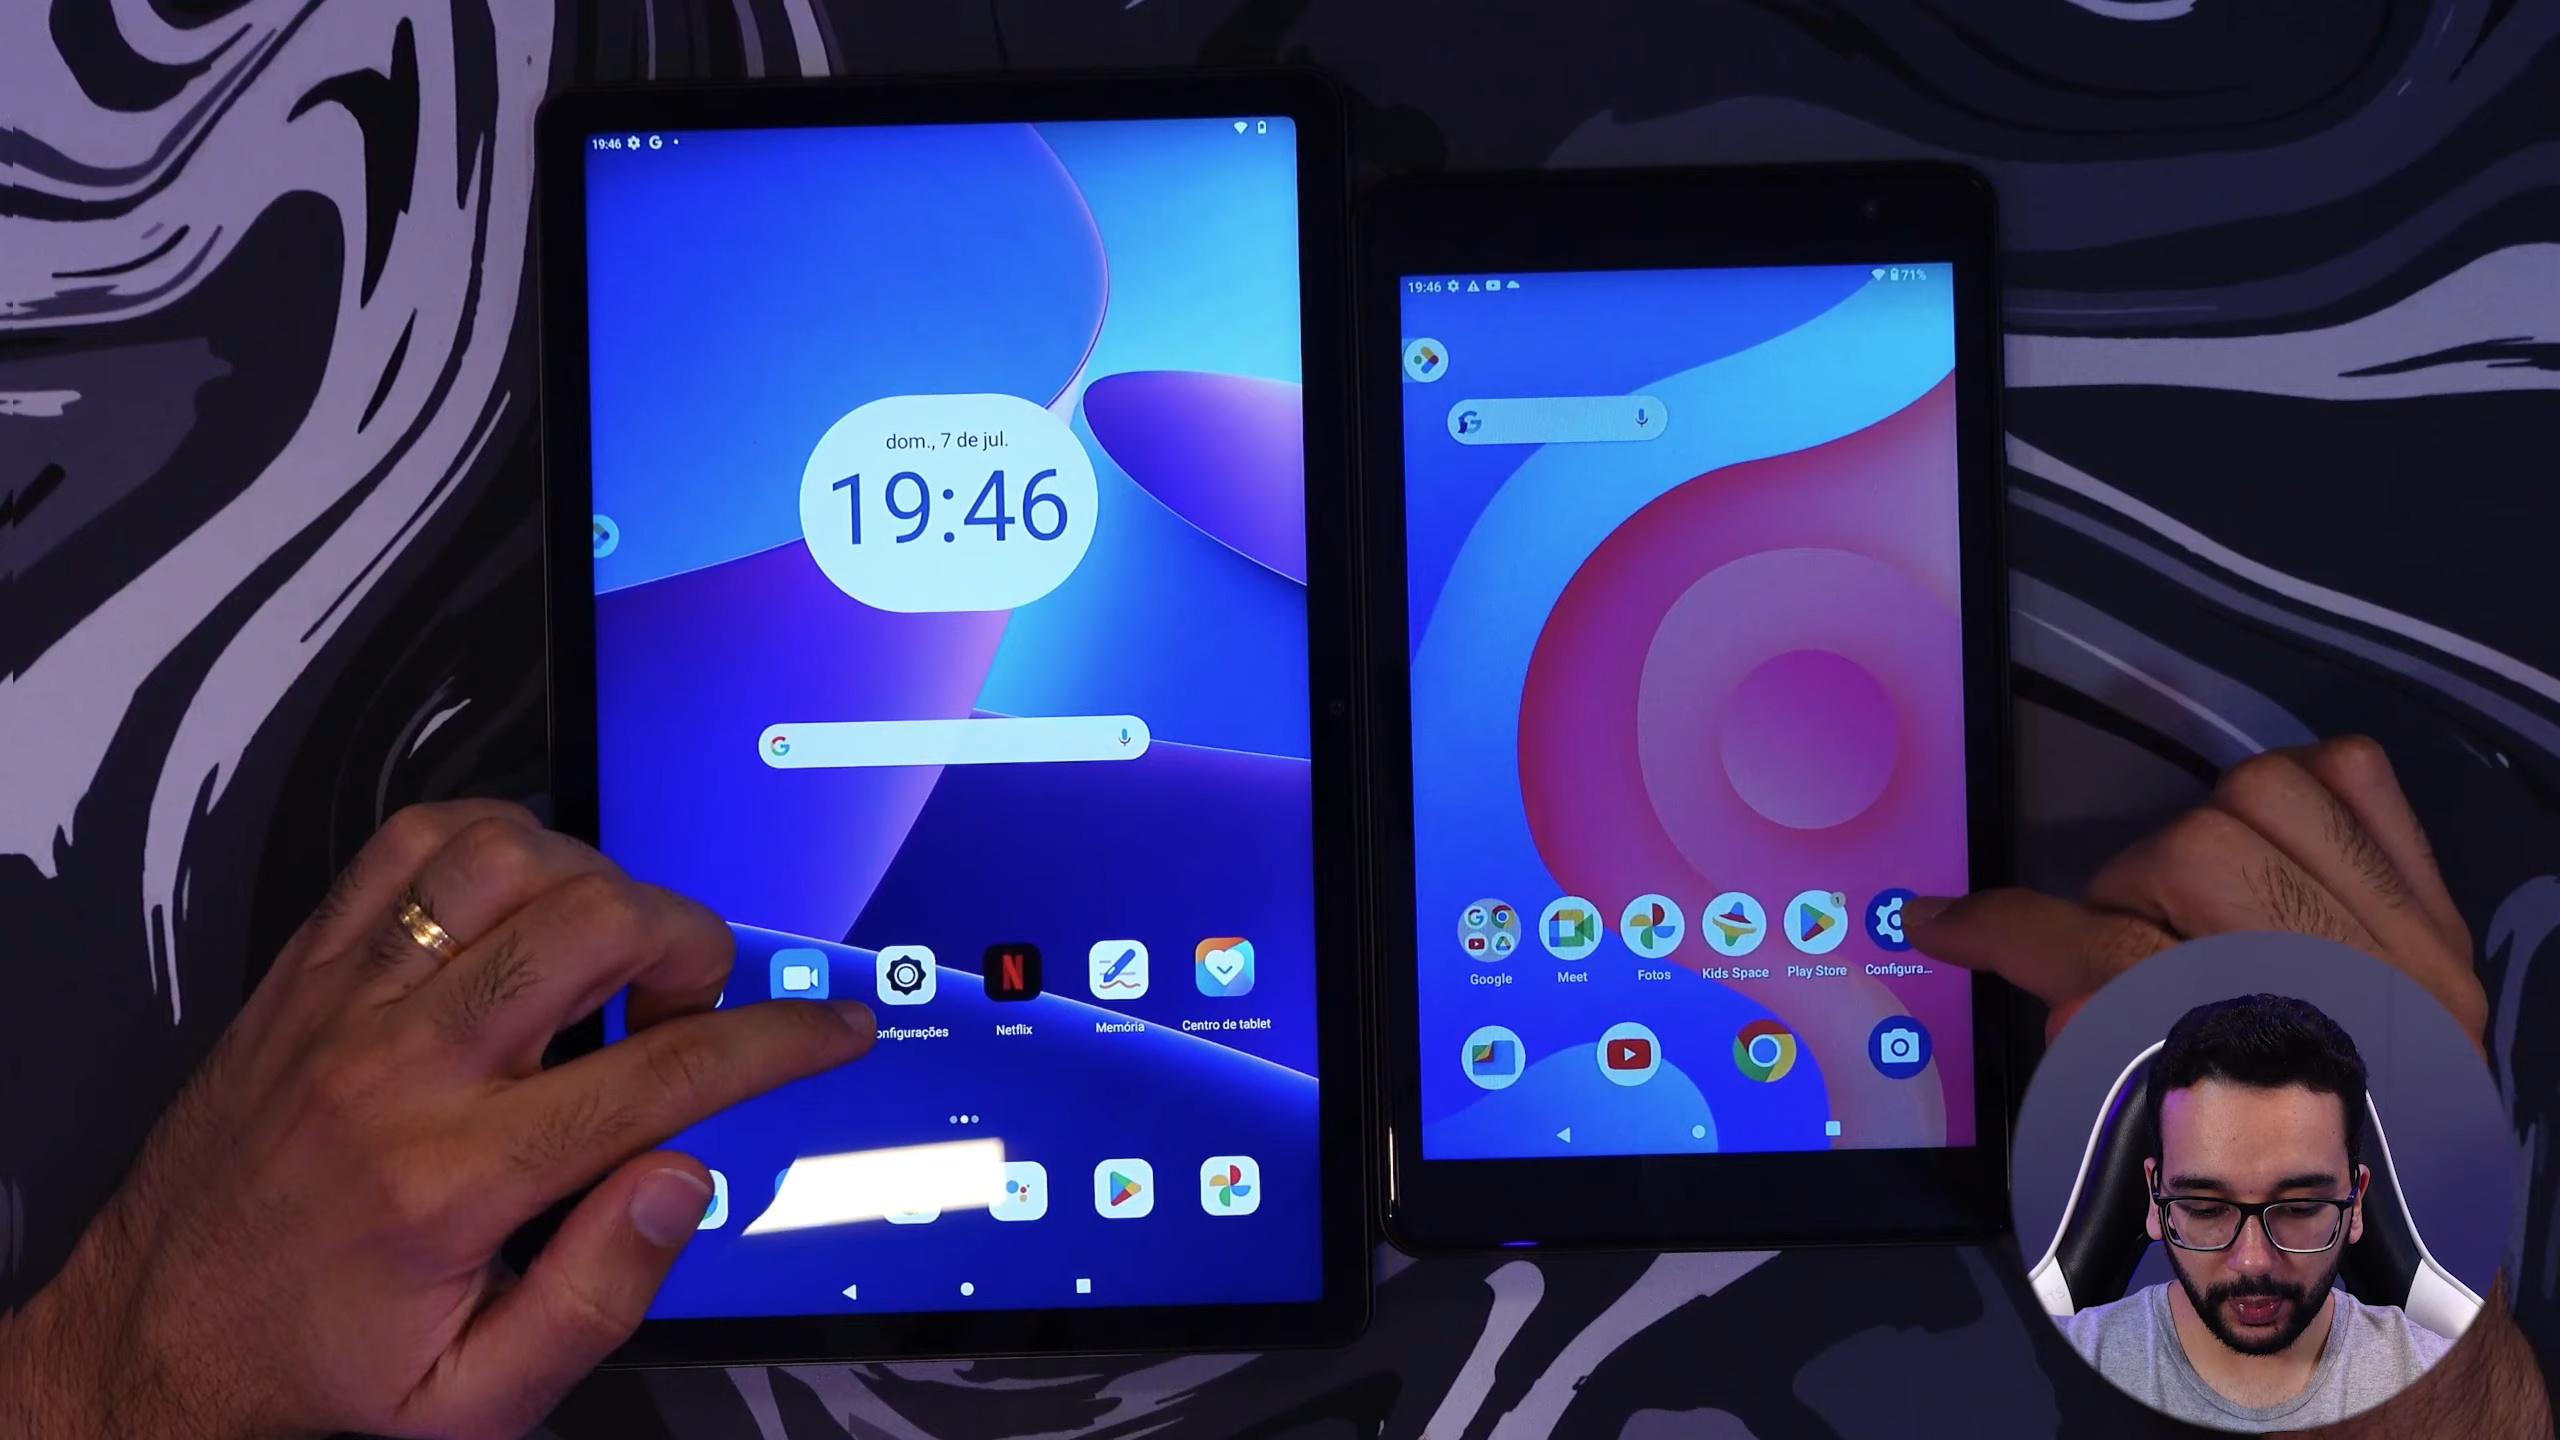 19:46
dom., 7 de jul.
19:46
onfigurações
Netflix
Memória
Centro de tablet
19:46
71%
Google
Meet
Fotos
Kids Space
Play Store
Configura...
1